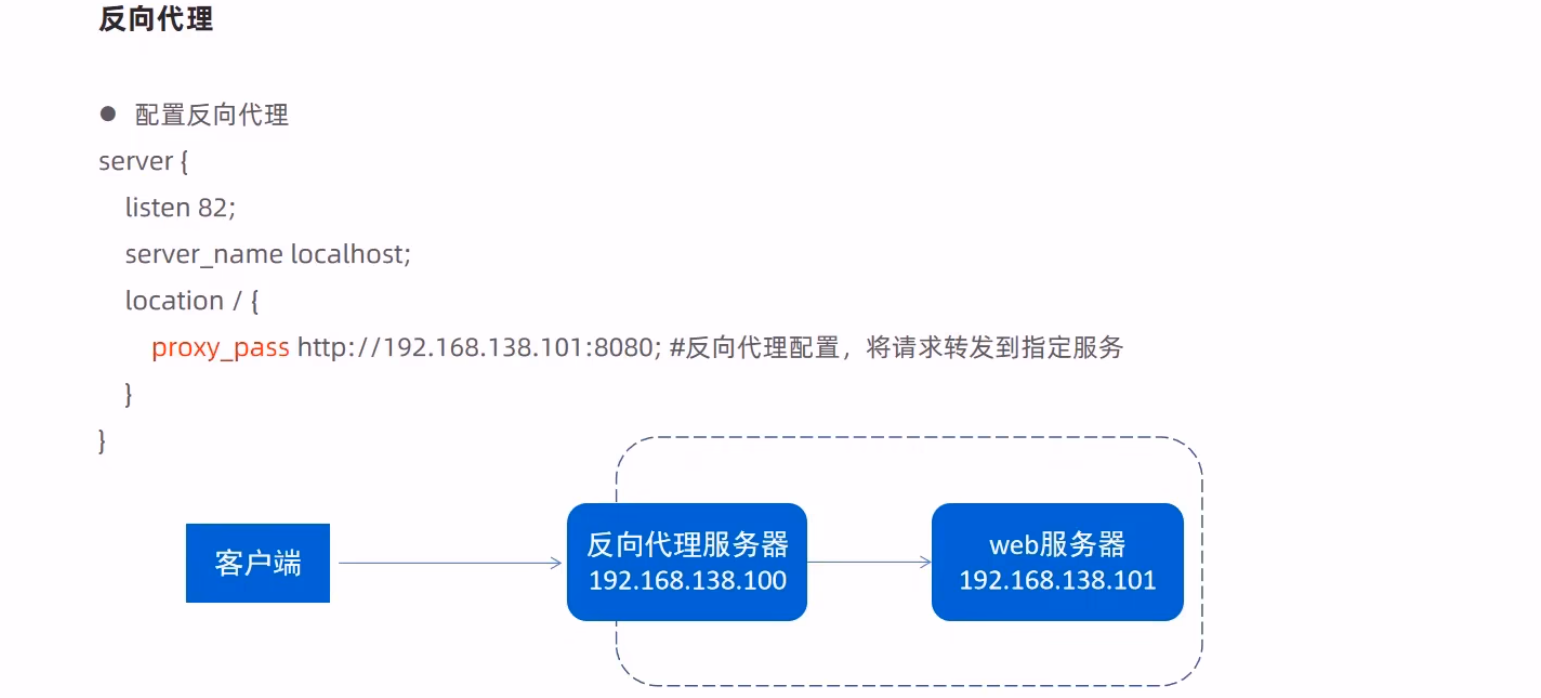 反向代理
● 配置反向代理
server {
listen 82;
server_name localhost;
location / {
proxy_pass http://192.168.138.101:8080; #反向代理配置，将请求转发到指定服务
}
}
客户端
反向代理服务器
192.168.138.100
web服务器
192.168.138.101